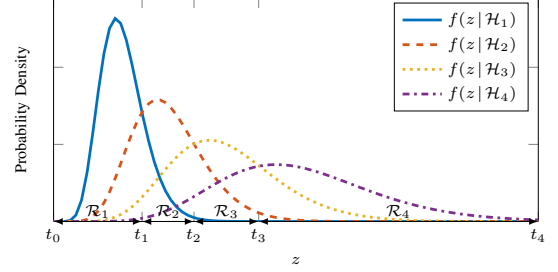 f(z | ℋ₁)
f(z | ℋ₂)
f(z | ℋ₃)
f(z | ℋ₄)
Probability Density
ℛ₁ ℛ₂ ℛ₃ ℛ₄
t₀ t₁ t₂ t₃ t₄
z